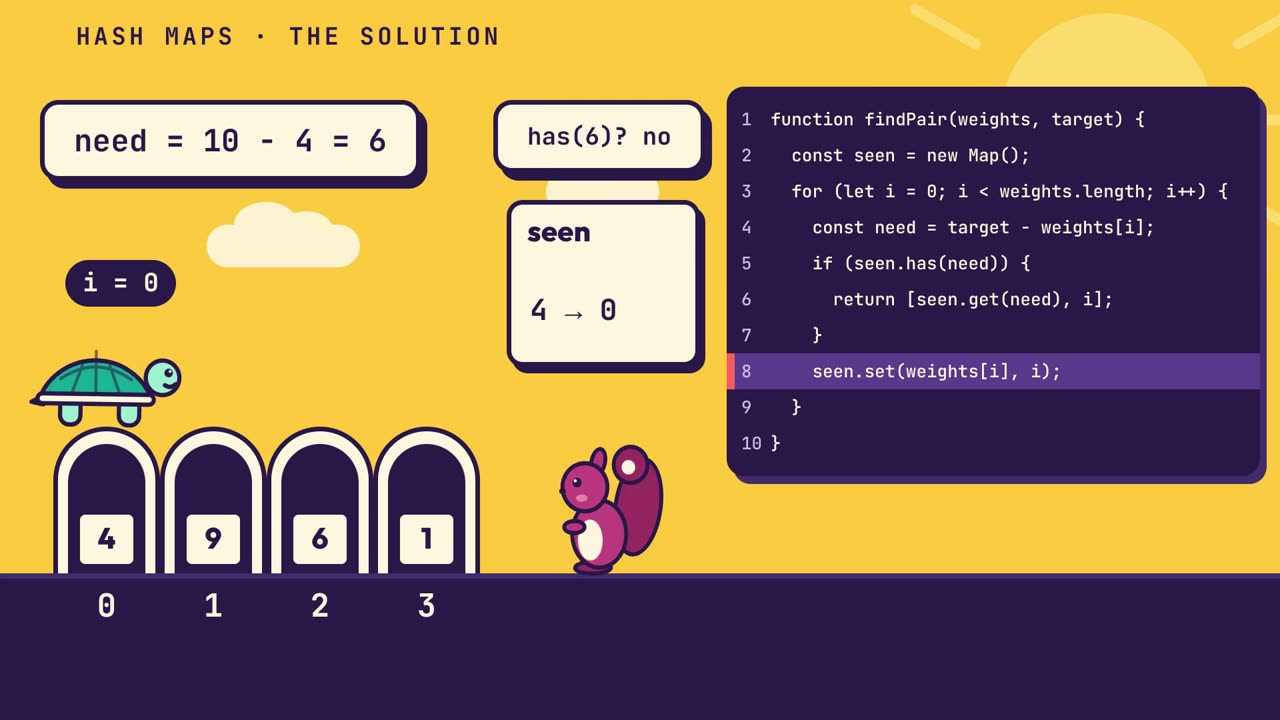 HASH MAPS · THE SOLUTION
need = 10 - 4 = 6
has(6)? no
seen
4 → 0
i = 0
4 9 6 1
0 1 2 3
1 function findPair(weights, target) {
2 const seen = new Map();
3 for (let i = 0; i < weights.length; i++) {
4 const need = target - weights[i];
5 if (seen.has(need)) {
6 return [seen.get(need), i];
7 }
8 seen.set(weights[i], i);
9 }
10 }